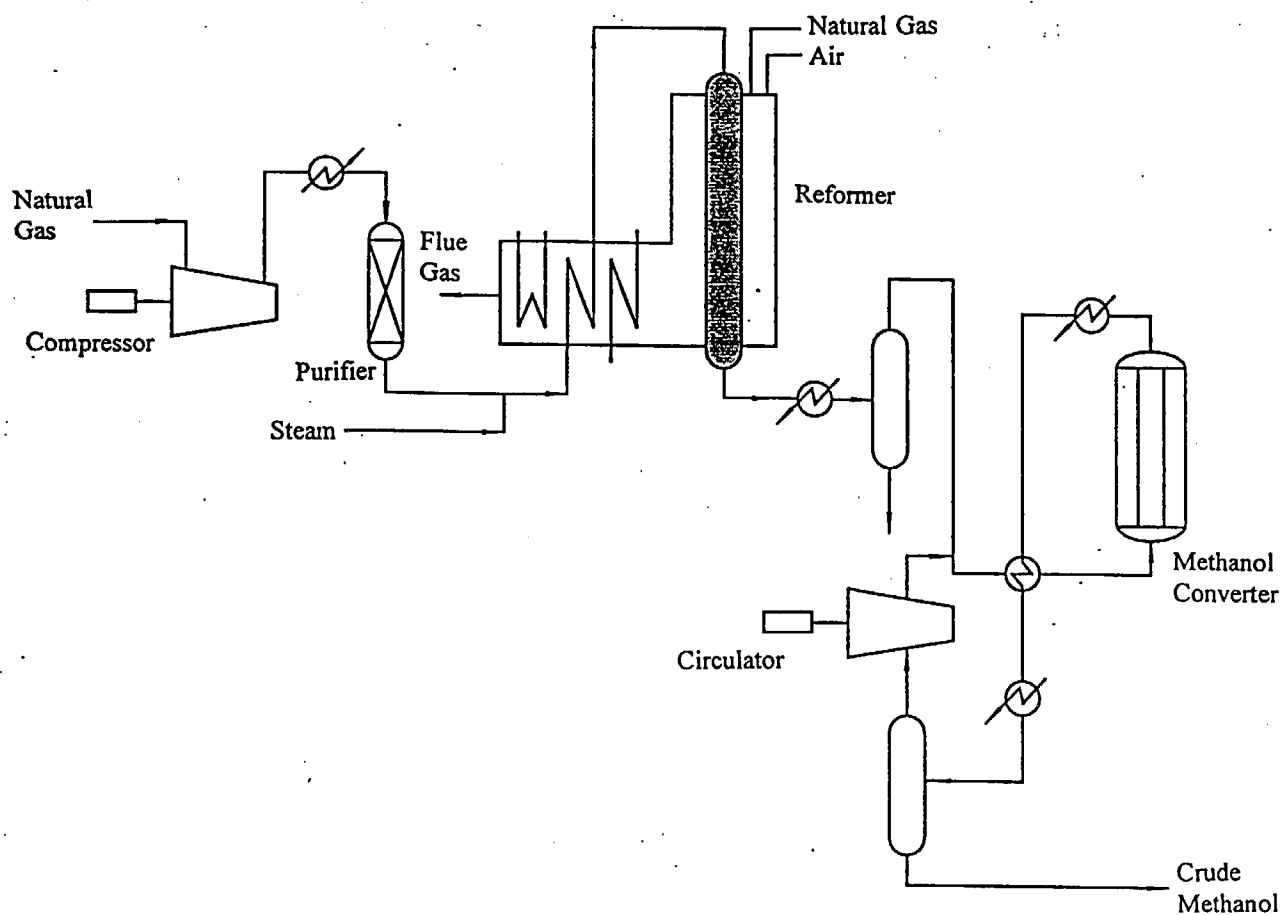 Natural Gas
Air
Reformer
Natural
Gas
Flue
Gas
Compressor
Purifier
Steam
Methanol
Converter
Circulator
Crude
Methanol